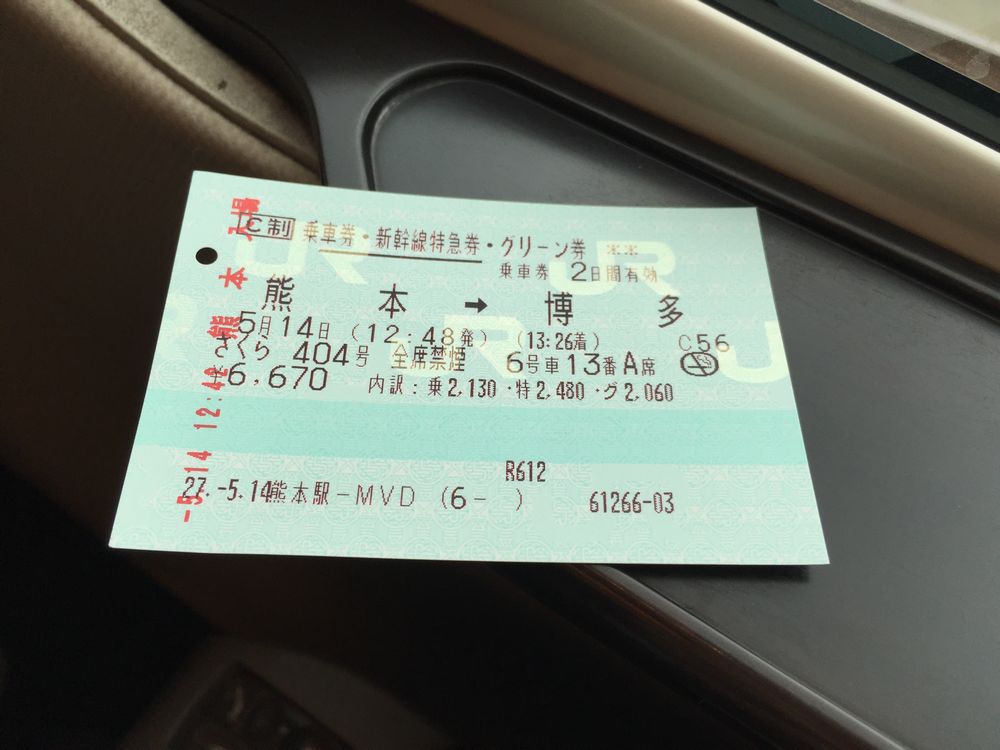 C制 乗車券・新幹線特急券・グリーン券 **
乗車券 2日間有効
熊本 → 博多
5月14日 (12:48発) (13:26着) C56
さくら 404号 全席禁煙 6号車13番A席
¥6,670 内訳:乗2,130・特2,480・グ2,060
R612
27.-5.14熊本駅-MVD (6- ) 61266-03
-5.14 12:42 熊本 入場
JR
JR
JR